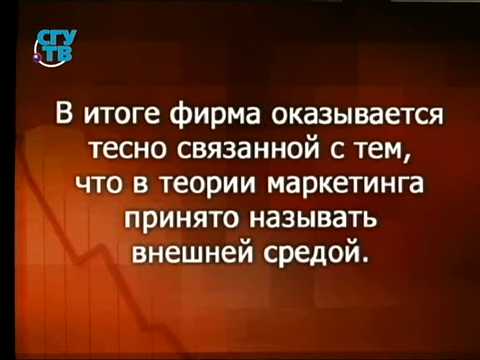 СГУ
ТВ
В итоге фирма оказывается
тесно связанной с тем,
что в теории маркетинга
принято называть
внешней средой.